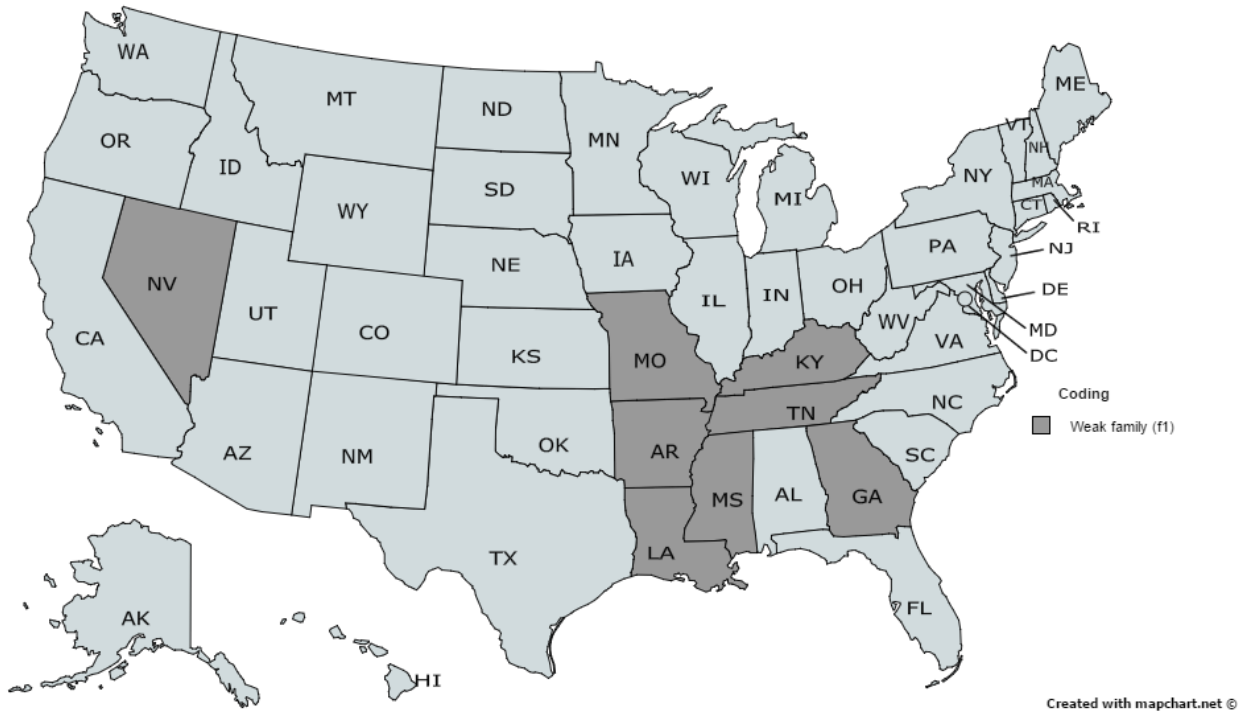 WA
MT
ND
MN
OR
ID
WY
SD
WI
MI
NY
VT
NH
ME
MA
CT
RI
NJ
PA
NV
UT
CA
CO
NE
IA
IL
IN
OH
WV
DE
MD
DC
VA
KS
MO
KY
NC
TN
Coding
Weak family (f1)
AZ
NM
OK
AR
SC
MS
AL
GA
TX
LA
FL
AK
HI
Created with mapchart.net ©